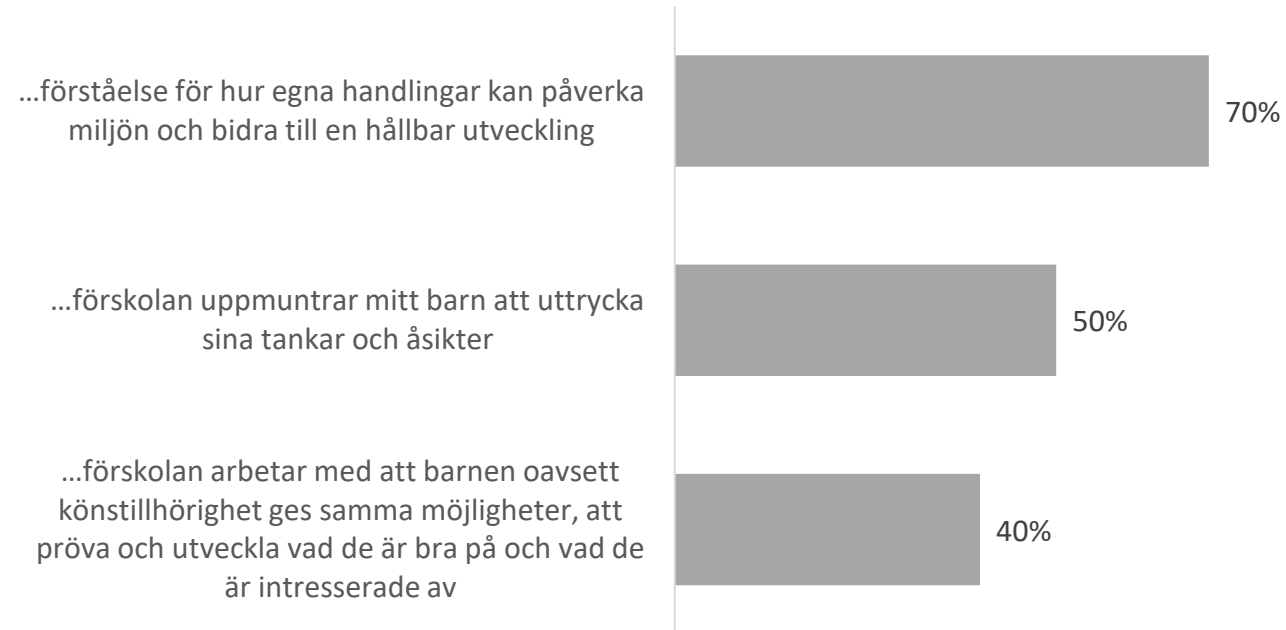 …förståelse för hur egna handlingar kan påverka
miljön och bidra till en hållbar utveckling
70%
…förskolan uppmuntrar mitt barn att uttrycka
sina tankar och åsikter
50%
…förskolan arbetar med att barnen oavsett
könstillhörighet ges samma möjligheter, att
pröva och utveckla vad de är bra på och vad de
är intresserade av
40%